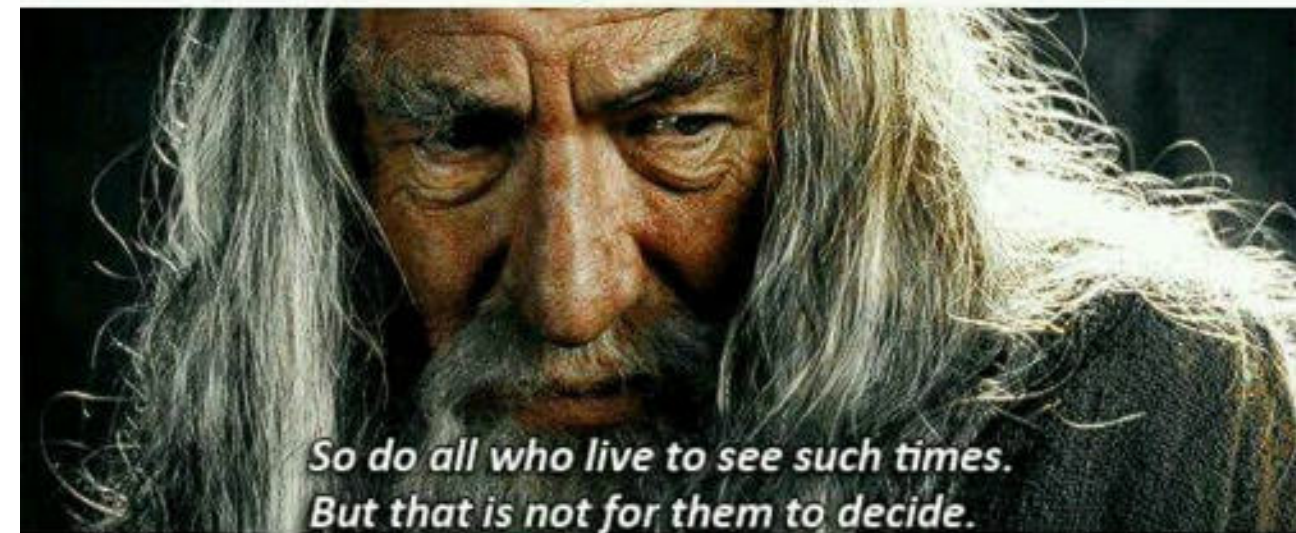 So do all who live to see such times.
But that is not for them to decide.